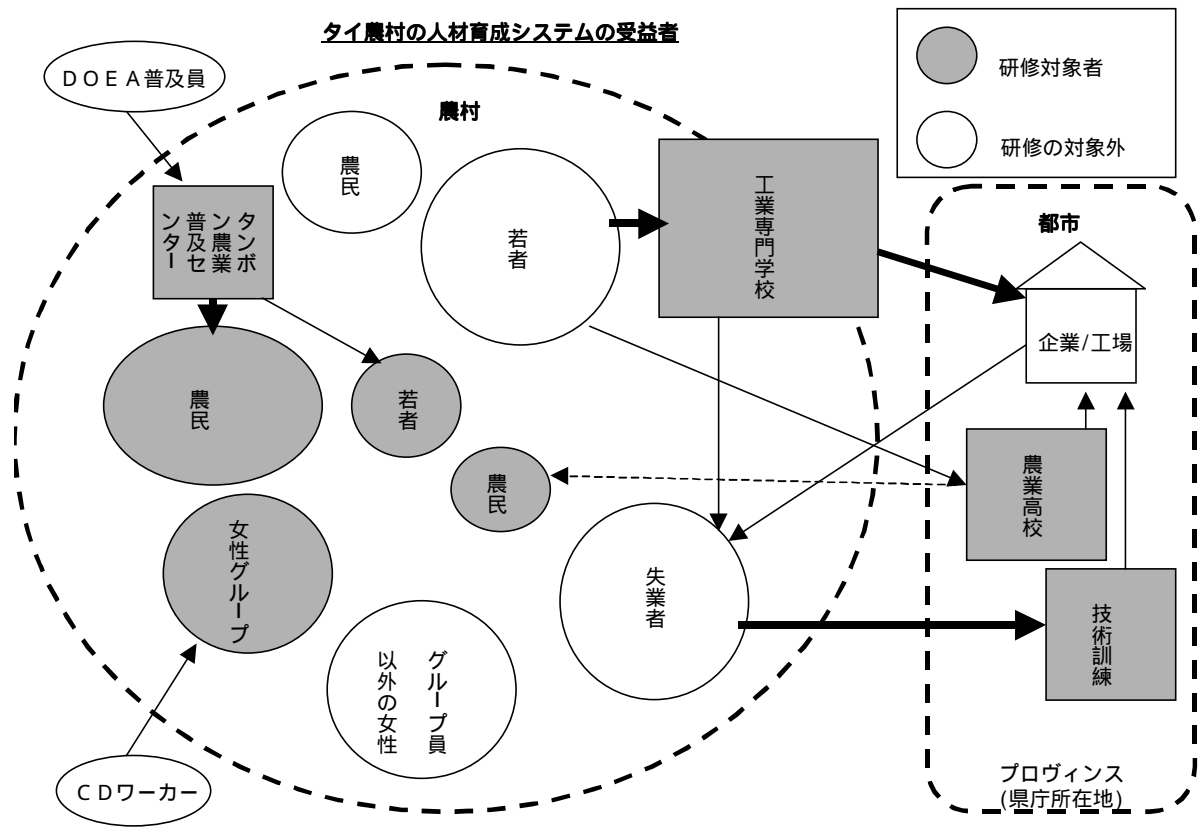 タイ農村の人材育成システムの受益者
研修対象者
研修の対象外
DOEA普及員
農村
農民
若者
工業専門学校
都市
タンボ
ン農業
普及セ
ンター
企業/工場
農民
若者
農民
農業高校
女性グループ
失業者
技術訓練
グループ員
以外の女性
CDワーカー
プロヴィンス
(県庁所在地)